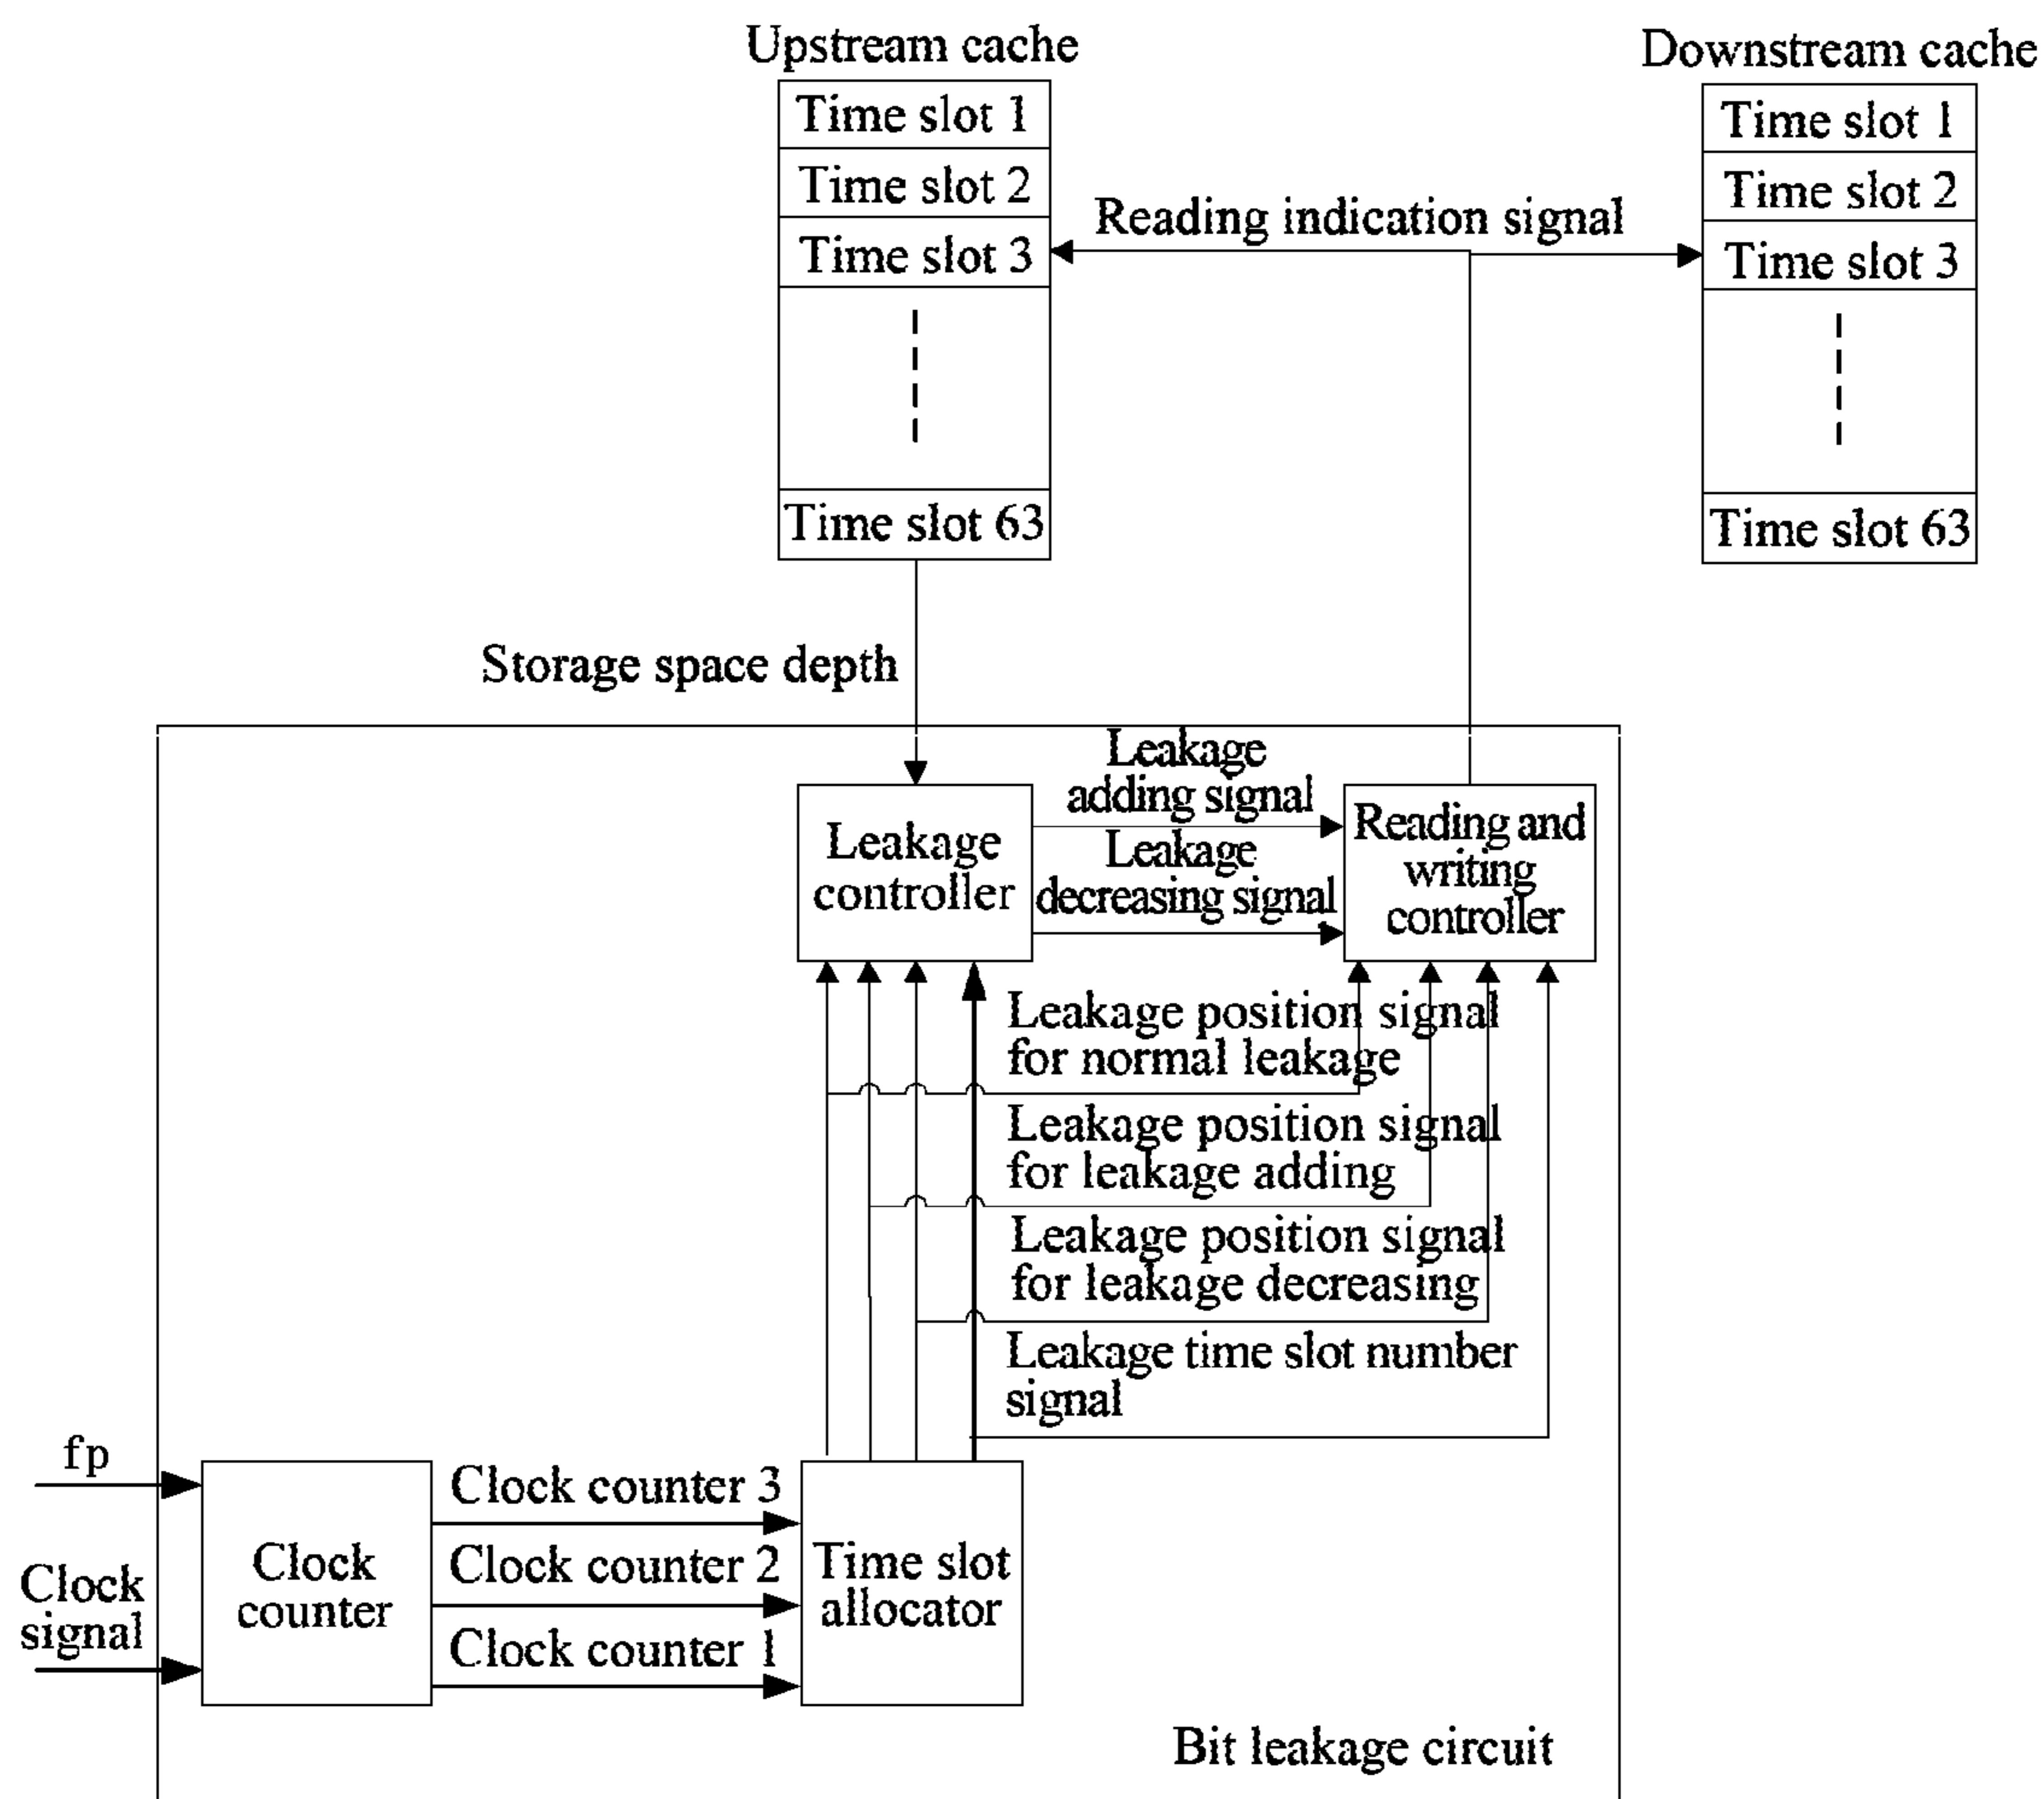 Upstream cache
Time slot 1
Time slot 2
Time slot 3
Time slot 63
Downstream cache
Time slot 1
Time slot 2
Time slot 3
Time slot 63
Reading indication signal
Storage space depth
Leakage
controller
Leakage
adding signal
Leakage
decreasing signal
Reading and
writing
controller
Leakage position signal
for normal leakage
Leakage position signal
for leakage adding
Leakage position signal
for leakage decreasing
Leakage time slot number
signal
fp
Clock
signal
Clock
counter
Clock counter 3
Clock counter 2
Clock counter 1
Time slot
allocator
Bit leakage circuit